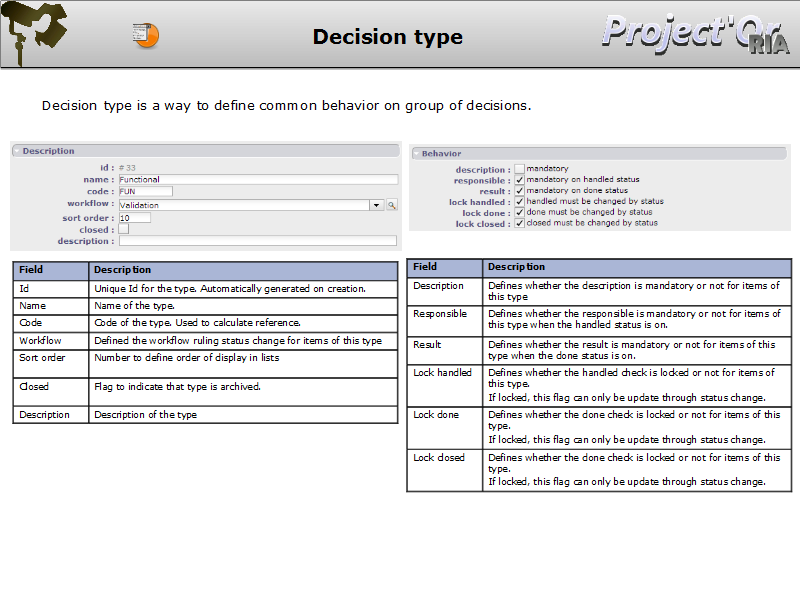 Decision type
Project'Or
RIA
Decision type is a way to define common behavior on group of decisions.
Description
id : # 33
name : Functional
code : FUN
workflow : Validation
sort order : 10
closed :
description :
Field Description
Id Unique Id for the type. Automatically generated on creation.
Name Name of the type.
Code Code of the type. Used to calculate reference.
Workflow Defined the workflow ruling status change for items of this type
Sort order Number to define order of display in lists
Closed Flag to indicate that type is archived.
Description Description of the type
Behavior
description : mandatory
responsible : mandatory on handled status
result : mandatory on done status
lock handled : handled must be changed by status
lock done : done must be changed by status
lock closed : closed must be changed by status
Field Description
Description Defines whether the description is mandatory or not for items of
this type
Responsible Defines whether the responsible is mandatory or not for items of
this type when the handled status is on.
Result Defines whether the result is mandatory or not for items of this
type when the done status is on.
Lock handled Defines whether the handled check is locked or not for items of
this type.
If locked, this flag can only be update through status change.
Lock done Defines whether the done check is locked or not for items of this
type.
If locked, this flag can only be update through status change.
Lock closed Defines whether the done check is locked or not for items of this
type.
If locked, this flag can only be update through status change.